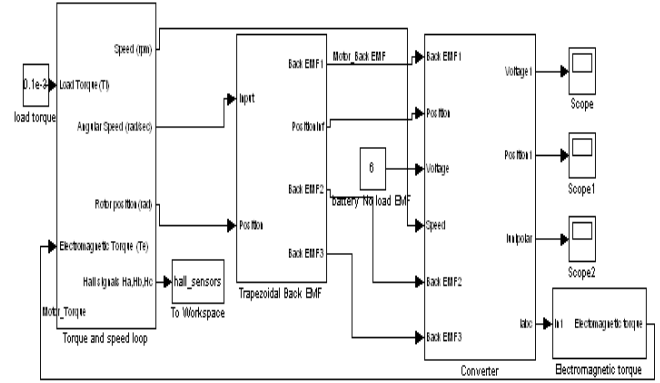 Speed (rpm)
0.1e-3
load torque
Load Torque (Tl)
Angular Speed (rad/sec)
Rotor position (rad)
Electromagnetic Torque (Te)
Hall signals Ha,Hb,Hc
Motor_Torque
Torque and speed loop
hall_sensors
To Workspace
Input
Position
Back EMF1
Position Inf
Back EMF2
Back EMF3
Trapezoidal Back EMF
Motor_Back EMF
6
battery No load EMF
Back EMF1
Position
Voltage
Speed
Back EMF2
Back EMF3
Voltage1
Position1
Iunipolar
Iabc
Converter
Scope
Scope1
Scope2
In1
Electromagnetic torque
Electromagnetic torque